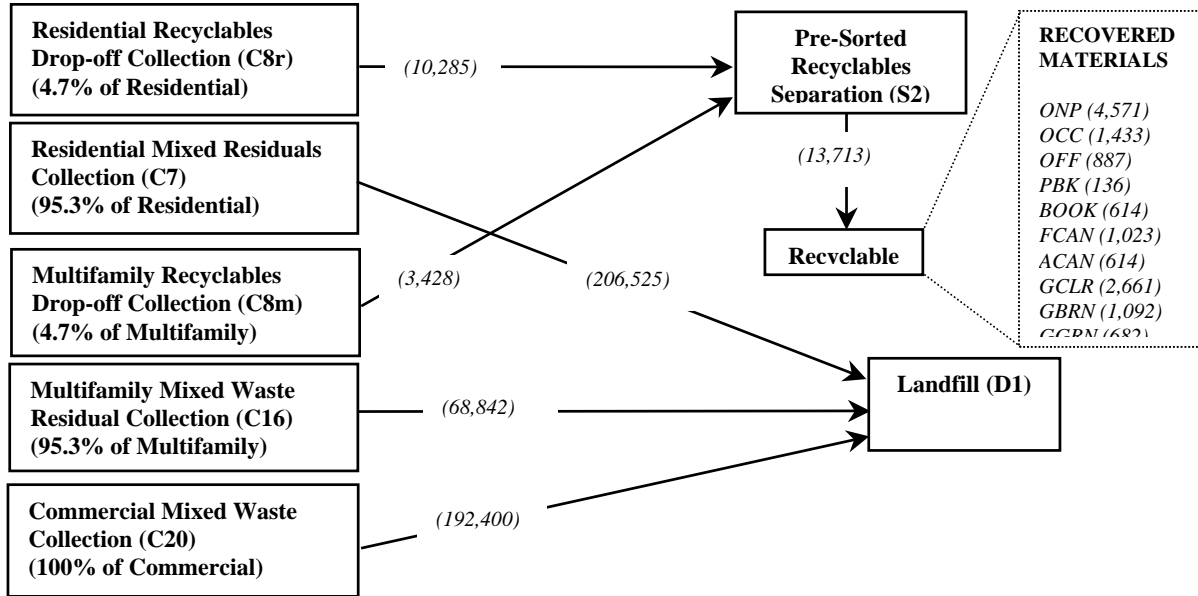 Residential Recyclables
Drop-off Collection (C8r)
(4.7% of Residential)
Residential Mixed Residuals
Collection (C7)
(95.3% of Residential)
Multifamily Recyclables
Drop-off Collection (C8m)
(4.7% of Multifamily)
Multifamily Mixed Waste
Residual Collection (C16)
(95.3% of Multifamily)
Commercial Mixed Waste
Collection (C20)
(100% of Commercial)
(10,285)
(3,428)
(206,525)
(68,842)
(192,400)
Pre-Sorted
Recyclables
Separation (S2)
(13,713)
Recyclable
Landfill (D1)
RECOVERED
MATERIALS
ONP (4,571)
OCC (1,433)
OFF (887)
PBK (136)
BOOK (614)
FCAN (1,023)
ACAN (614)
GCLR (2,661)
GBRN (1,092)
GGRN (682)